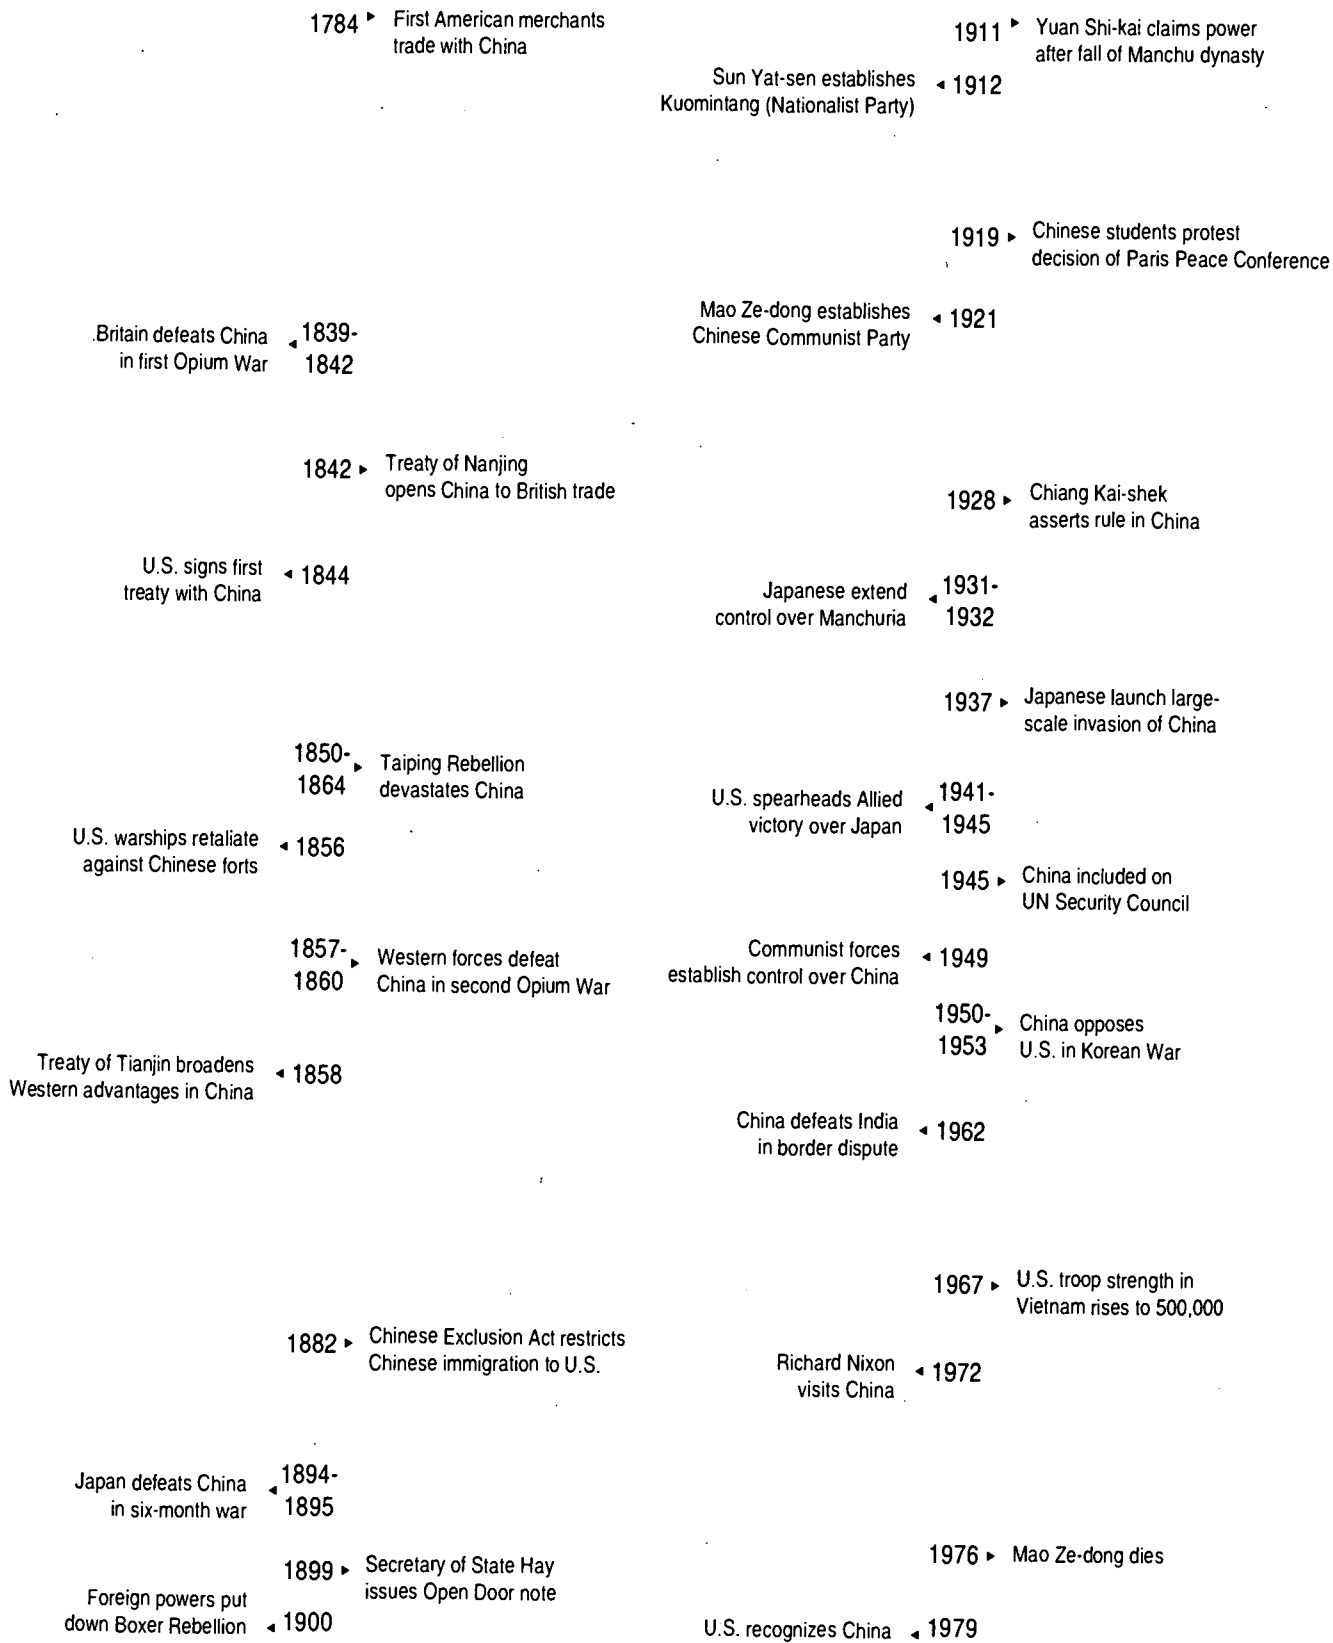 1784 ▸ First American merchants
trade with China
Britain defeats China
in first Opium War
◂ 1839-
1842
1842 ▸ Treaty of Nanjing
opens China to British trade
U.S. signs first
treaty with China
◂ 1844
1850-
1864 ▸
Taiping Rebellion
devastates China
U.S. warships retaliate
against Chinese forts
◂ 1856
1857-
1860 ▸
Western forces defeat
China in second Opium War
Treaty of Tianjin broadens
Western advantages in China
◂ 1858
1882 ▸ Chinese Exclusion Act restricts
Chinese immigration to U.S.
Japan defeats China
in six-month war
◂ 1894-
1895
1899 ▸ Secretary of State Hay
issues Open Door note
Foreign powers put
down Boxer Rebellion ◂ 1900
1911 ▸ Yuan Shi-kai claims power
after fall of Manchu dynasty
Sun Yat-sen establishes
Kuomintang (Nationalist Party)
◂ 1912
1919 ▸ Chinese students protest
decision of Paris Peace Conference
Mao Ze-dong establishes
Chinese Communist Party
◂ 1921
1928 ▸ Chiang Kai-shek
asserts rule in China
Japanese extend
control over Manchuria
◂ 1931-
1932
1937 ▸ Japanese launch large-
scale invasion of China
U.S. spearheads Allied
victory over Japan
◂ 1941-
1945
1945 ▸ China included on
UN Security Council
Communist forces
establish control over China
◂ 1949
1950-
1953 ▸
China opposes
U.S. in Korean War
China defeats India
in border dispute
◂ 1962
1967 ▸ U.S. troop strength in
Vietnam rises to 500,000
Richard Nixon
visits China
◂ 1972
1976 ▸ Mao Ze-dong dies
U.S. recognizes China ◂ 1979